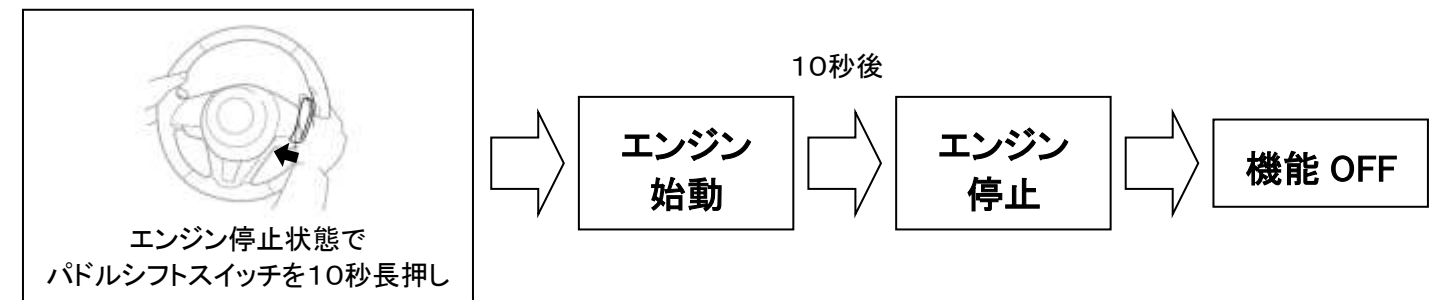 エンジン停止状態で
パドルシフトスイッチを10秒長押し
エンジン
始動
10秒後
エンジン
停止
機能 OFF